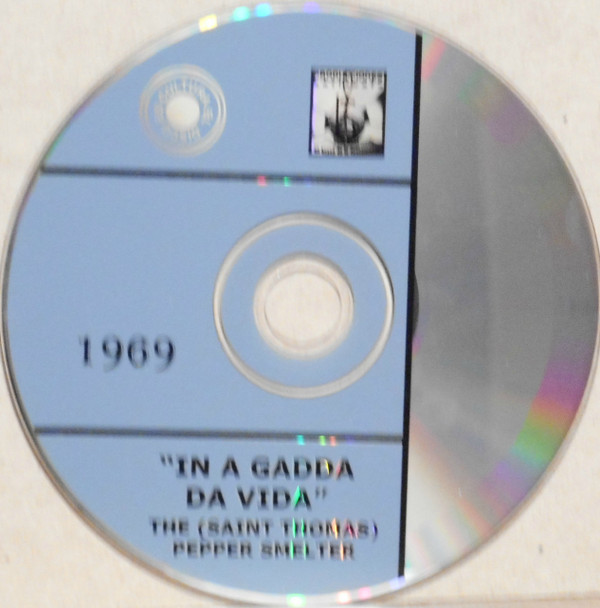 1969
"IN A GADDA
DA VIDA"
THE (SAINT THOMAS)
PEPPER SMELTER